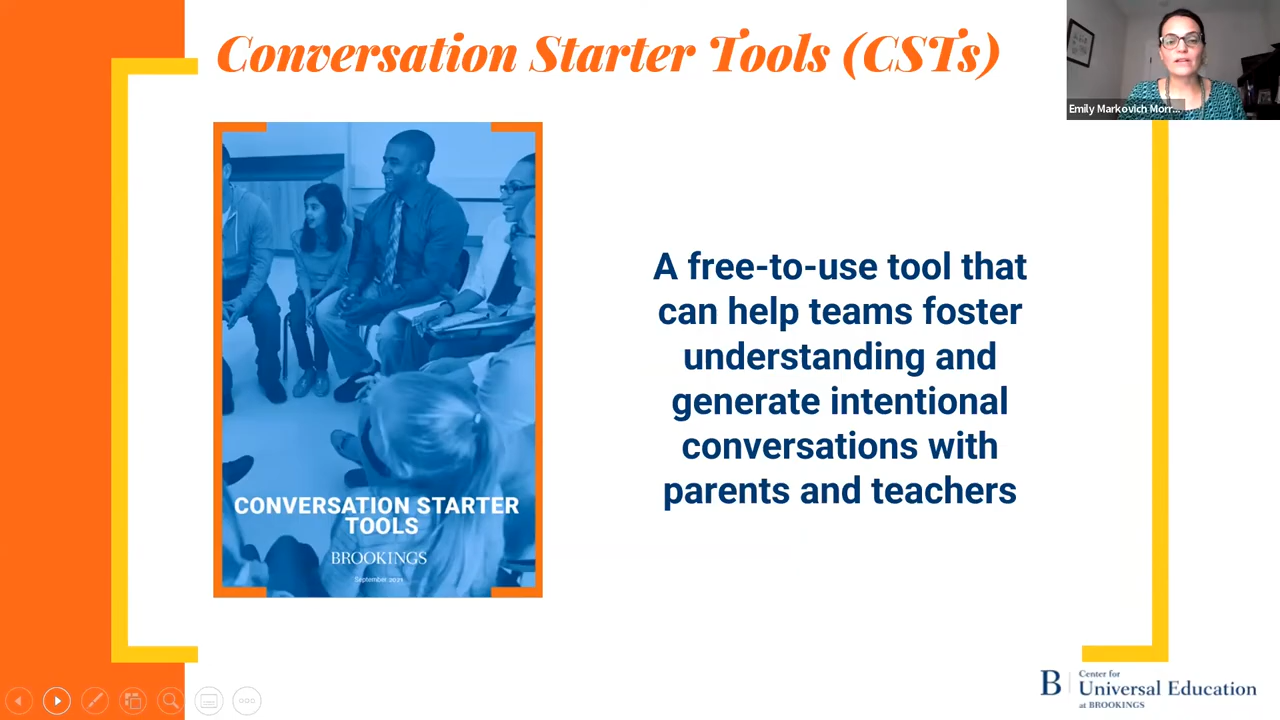 Conversation Starter Tools (CSTs)
Emily Markovich Morr...
CONVERSATION STARTER
TOOLS
BROOKINGS
September 2021
A free-to-use tool that
can help teams foster
understanding and
generate intentional
conversations with
parents and teachers
B
Center for
Universal Education
at BROOKINGS